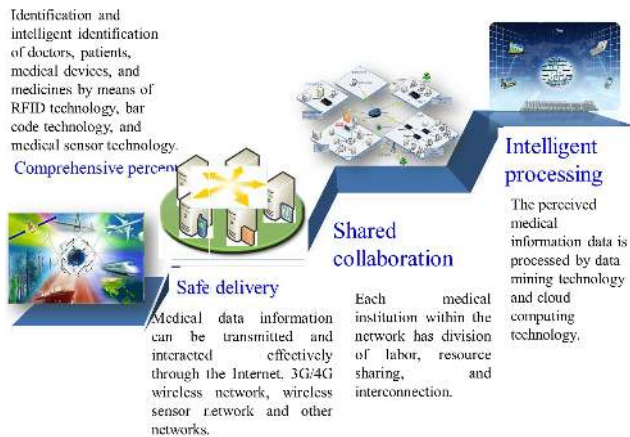 Identification and
intelligent identification
of doctors, patients,
medical devices, and
medicines by means of
RFID technology, bar
code technology, and
medical sensor technology.
Comprehensive percep
Safe delivery
Medical data information
can be transmitted and
interacted effectively
through the Internet, 3G/4G
wireless network, wireless
sensor network and other
networks.
Shared
collaboration
Each medical
institution within the
network has division
of labor, resource
sharing, and
interconnection.
Intelligent
processing
The perceived
medical
information data is
processed by data
mining technology
and cloud
computing
technology.